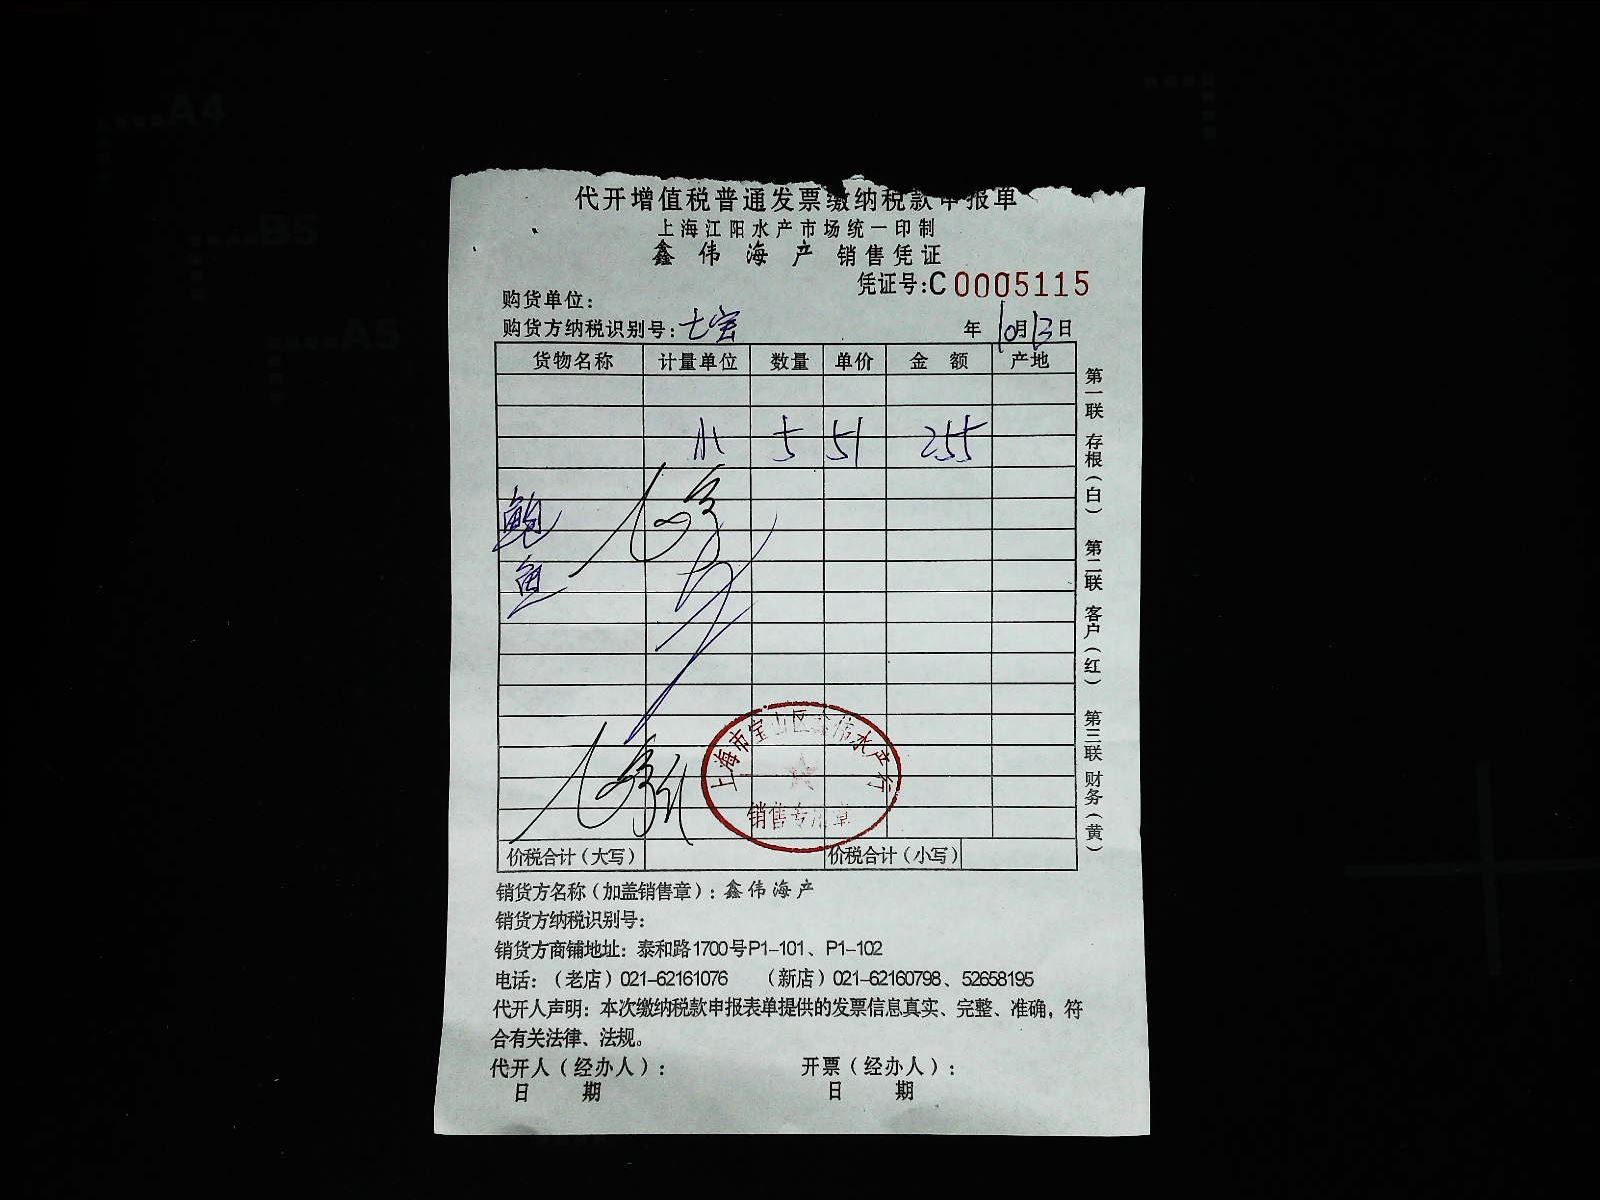 代开增值税普通发票缴纳税款申报单
上海江阳水产市场统一印制
鑫伟海产 销售凭证
凭证号:C0005115
购货单位:
购货方纳税识别号:七宝 年10月13日
货物名称 计量单位 数量 单价 金额 产地
小 5 51 255
鲍鱼
上海市宝山区鑫伟水产行
销售专用章
价税合计(大写) 价税合计(小写)
第一联 存根(白) 第二联 客户(红) 第三联 财务(黄)
销货方名称(加盖销售章):鑫伟海产
销货方纳税识别号:
销货方商铺地址:泰和路1700号P1-101、P1-102
电话:(老店)021-62161076 (新店)021-62160798、52658195
代开人声明:本次缴纳税款申报表单提供的发票信息真实、完整、准确,符
合有关法律、法规。
代开人(经办人): 开票(经办人):
日 期 日 期
A4
B5
A5